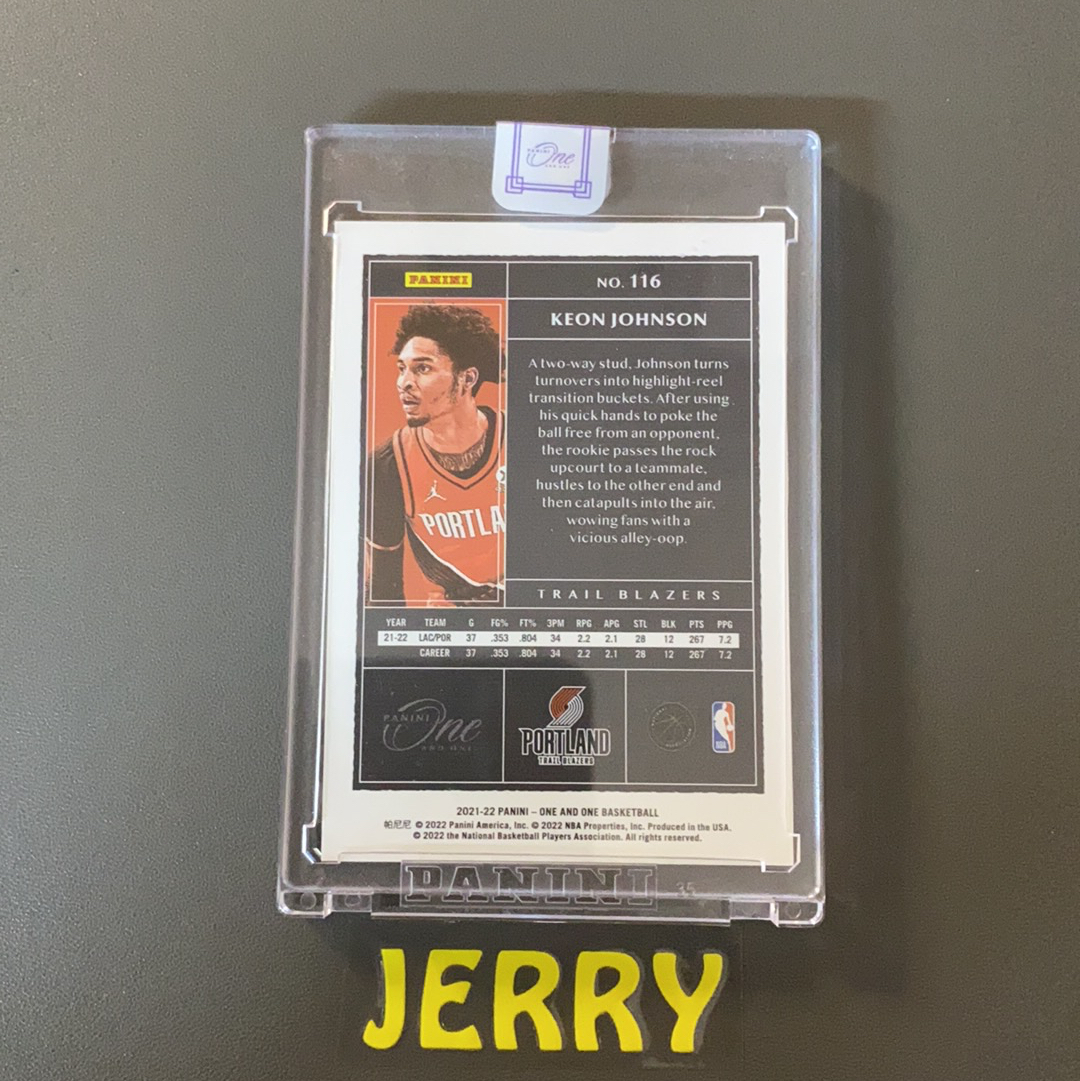 PANINI
One
AND ONE
PANINI
NO. 116
KEON JOHNSON
A two-way stud, Johnson turns
turnovers into highlight-reel
transition buckets. After using
his quick hands to poke the
ball free from an opponent,
the rookie passes the rock
upcourt to a teammate,
hustles to the other end and
then catapults into the air,
wowing fans with a
vicious alley-oop.
PORTLA
TRAIL BLAZERS
YEAR TEAM G FG% FT% 3PM RPG APG STL BLK PTS PPG
21-22 LAC/POR 37 .353 .804 34 2.2 2.1 28 12 267 7.2
CAREER 37 .353 .804 34 2.2 2.1 28 12 267 7.2
PANINI
One
AND ONE
PORTLAND
TRAIL BLAZERS
NBA
2021-22 PANINI – ONE AND ONE BASKETBALL
帕尼尼 © 2022 Panini America, Inc. © 2022 NBA Properties, Inc. Produced in the USA.
© 2022 the National Basketball Players Association. All rights reserved.
PANINI
35
JERRY